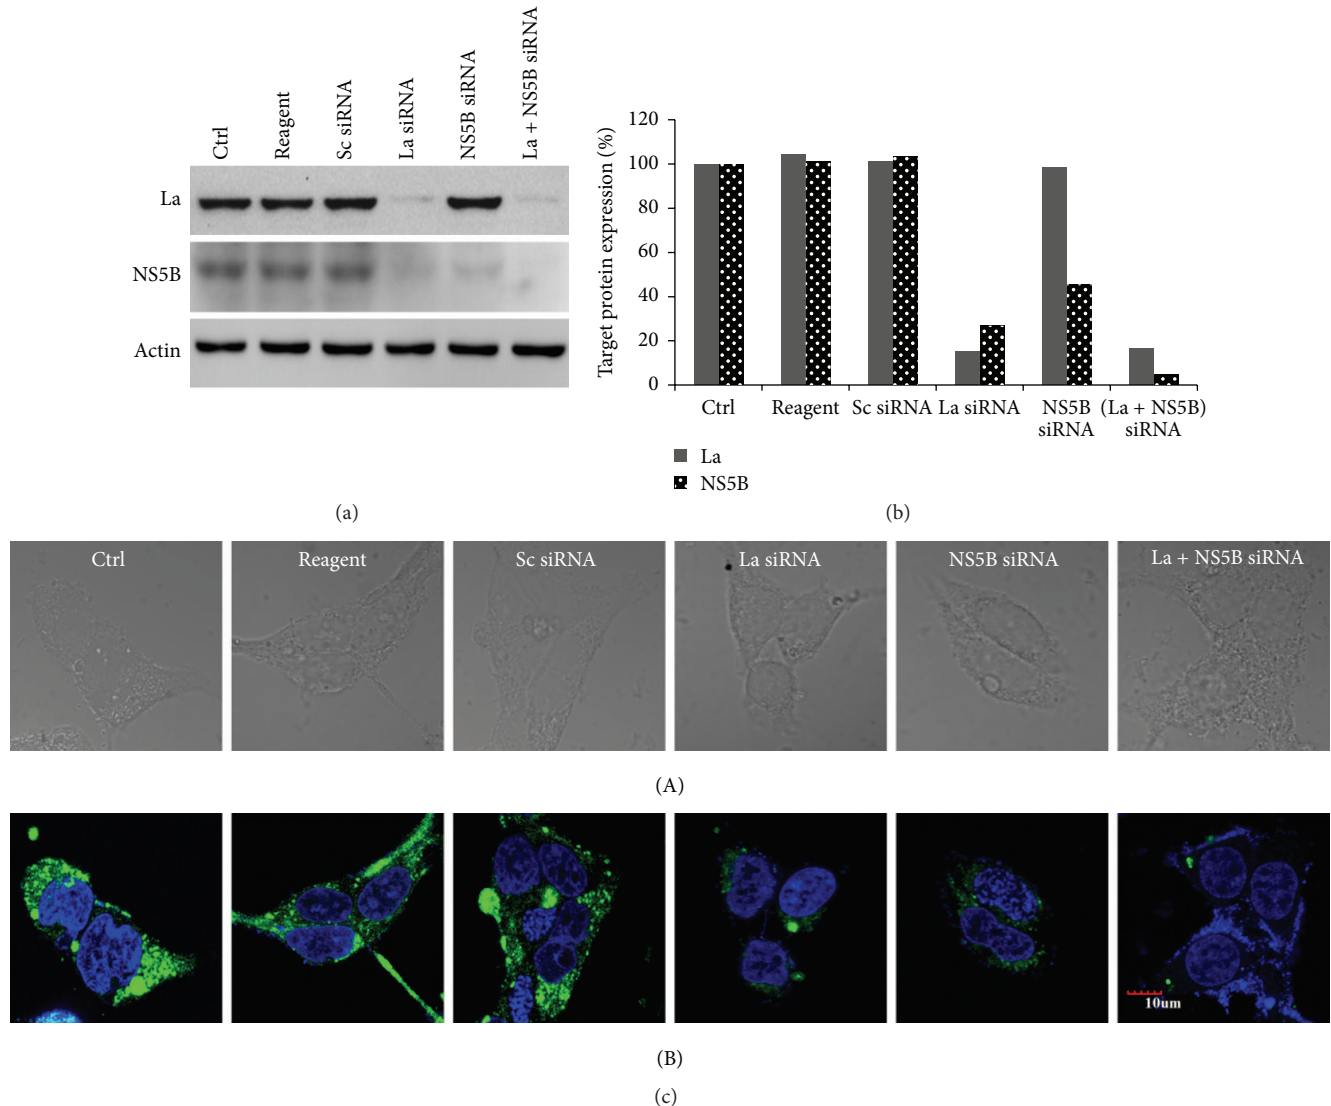 Ctrl
Reagent
Sc siRNA
La siRNA
NS5B siRNA
La + NS5B siRNA
La
NS5B
Actin
(a)
Target protein expression (%)
120
100
80
60
40
20
0
Ctrl
Reagent
Sc siRNA
La siRNA
NS5B
siRNA
(La + NS5B)
siRNA
La
NS5B
(b)
Ctrl
Reagent
Sc siRNA
La siRNA
NS5B siRNA
La + NS5B siRNA
(A)
10um
(B)
(c)